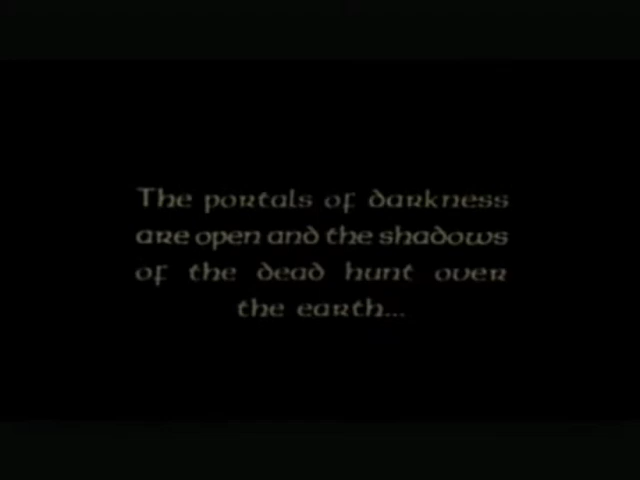 The portals of darkness
are open and the shadows
of the dead hunt over
the earth...